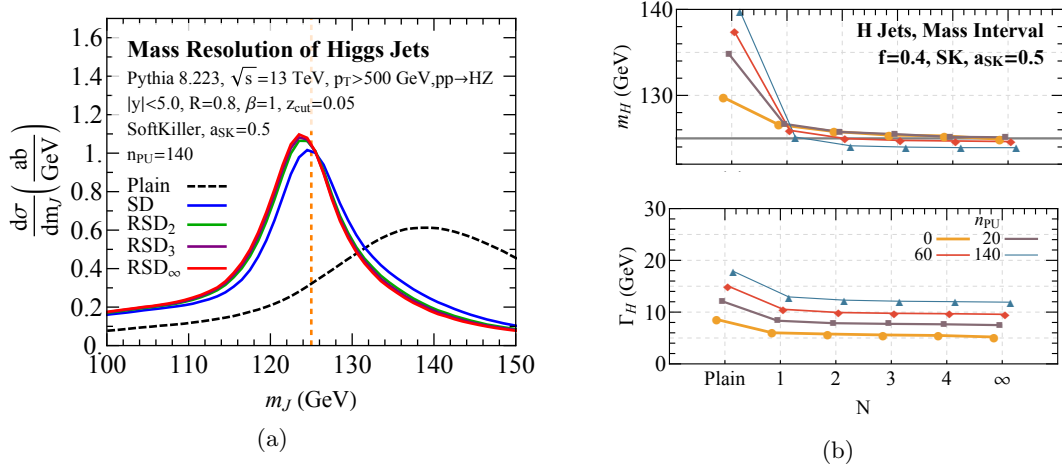 Mass Resolution of Higgs Jets
Pythia 8.223, √s=13 TeV, pT>500 GeV,pp→HZ
|y|<5.0, R=0.8, β=1, zcut=0.05
SoftKiller, aSK=0.5
nPU=140
Plain
SD
RSD2
RSD3
RSD∞
1.6
1.4
1.2
1.
0.8
0.6
0.4
0.2
0
dσ/dmJ (ab/GeV)
100 110 120 130 140 150
mJ (GeV)
(a)
H Jets, Mass Interval
f=0.4, SK, aSK=0.5
140
130
mH (GeV)
30
20
10
0
ΓH (GeV)
nPU
0 20
60 140
Plain 1 2 3 4 ∞
N
(b)